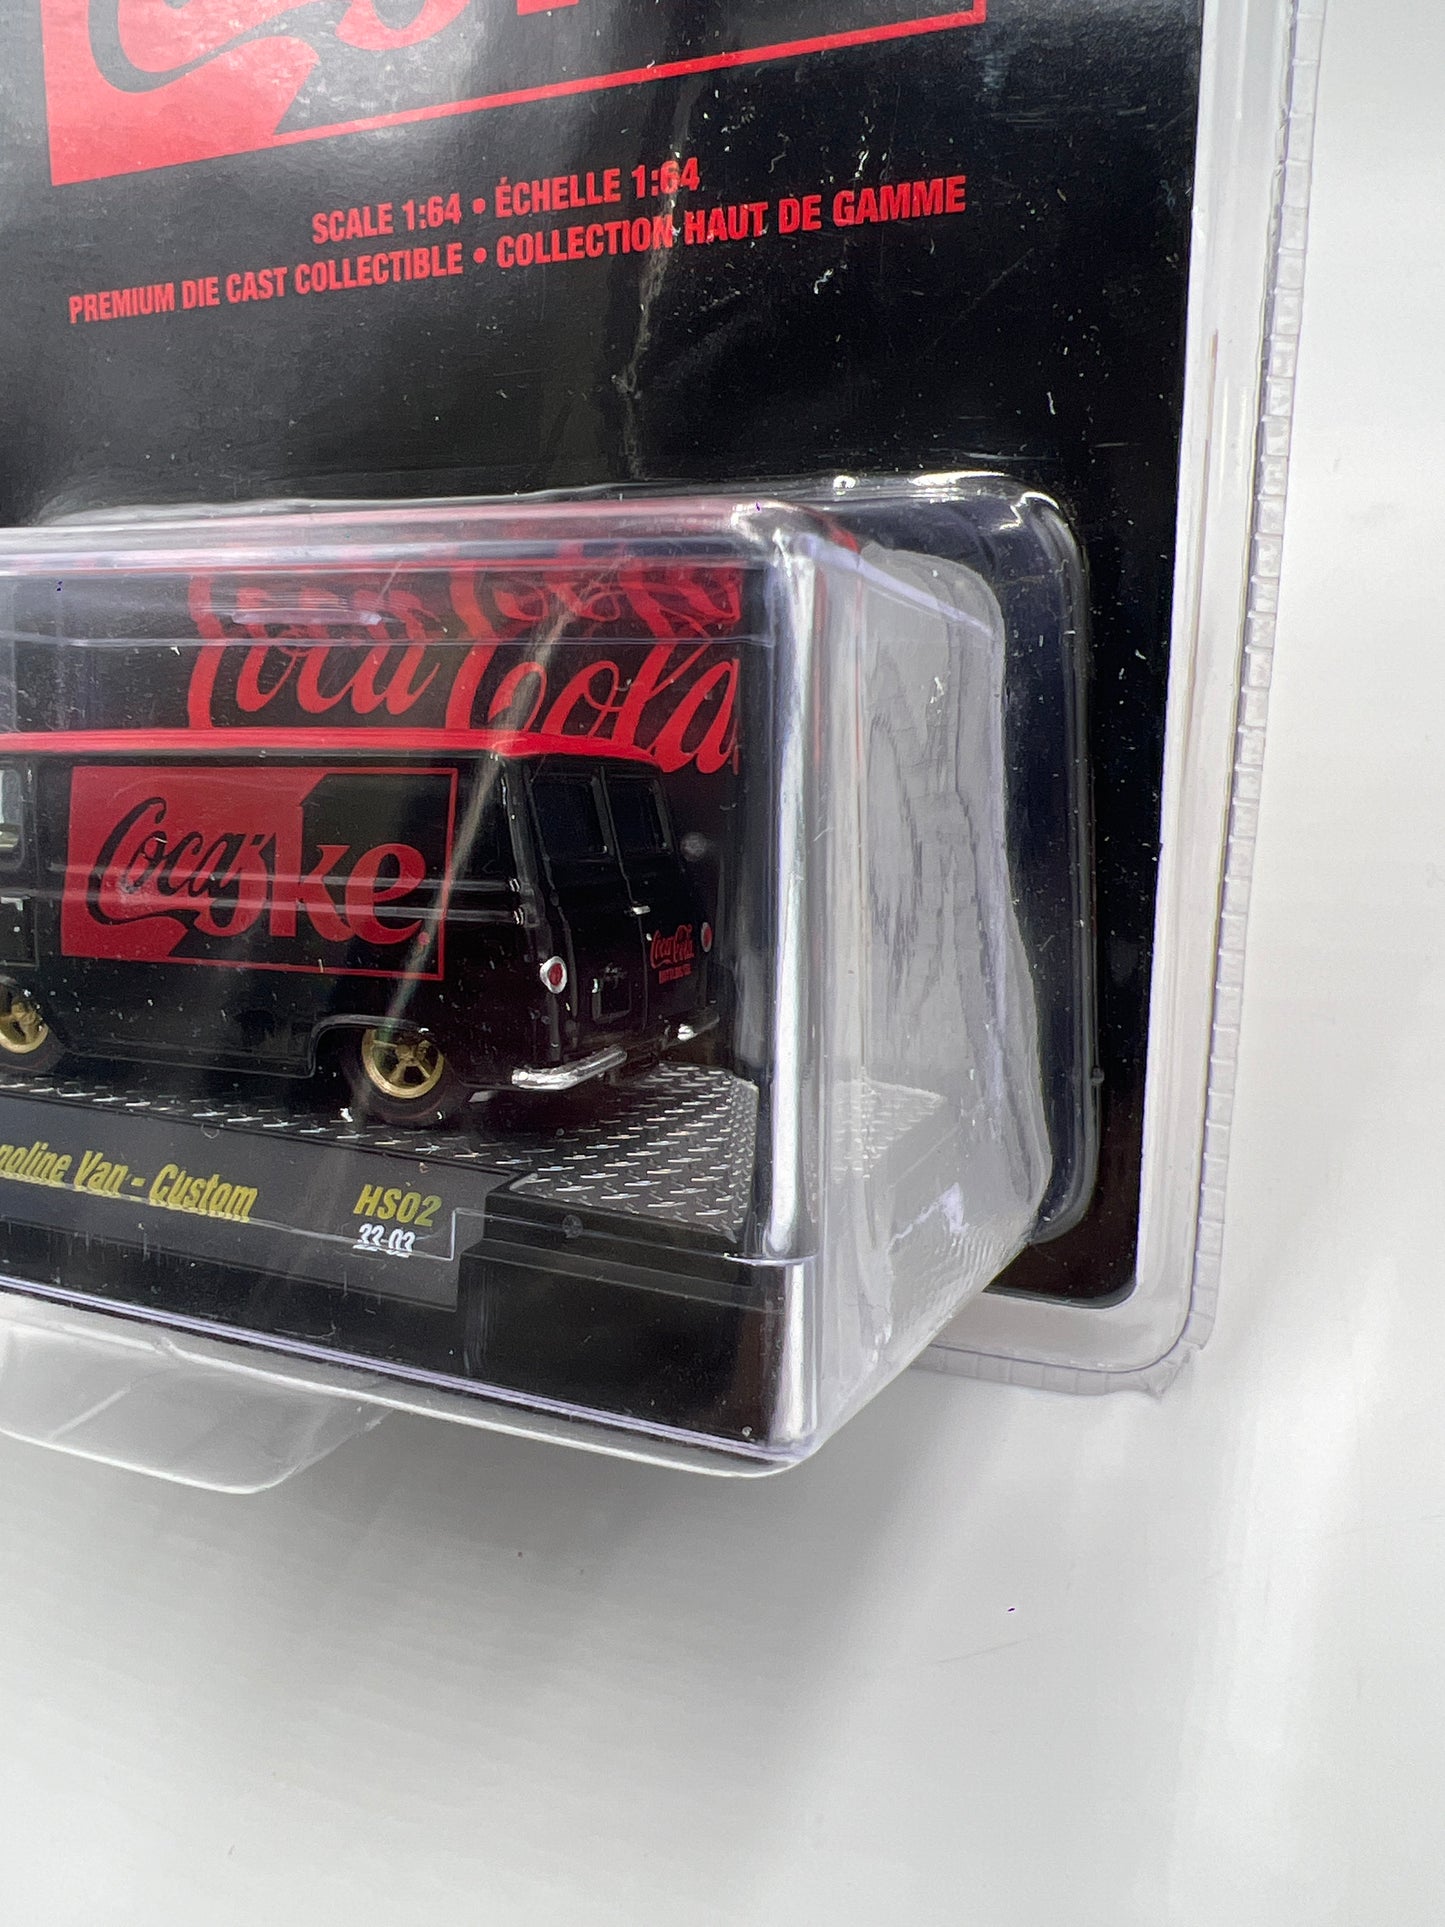 SCALE 1:64 • ÉCHELLE 1:64
PREMIUM DIE CAST COLLECTIBLE • COLLECTION HAUT DE GAMME
Coca-Cola
Coca Coke
Coca-Cola
noline Van - Custom
HS02
22-03